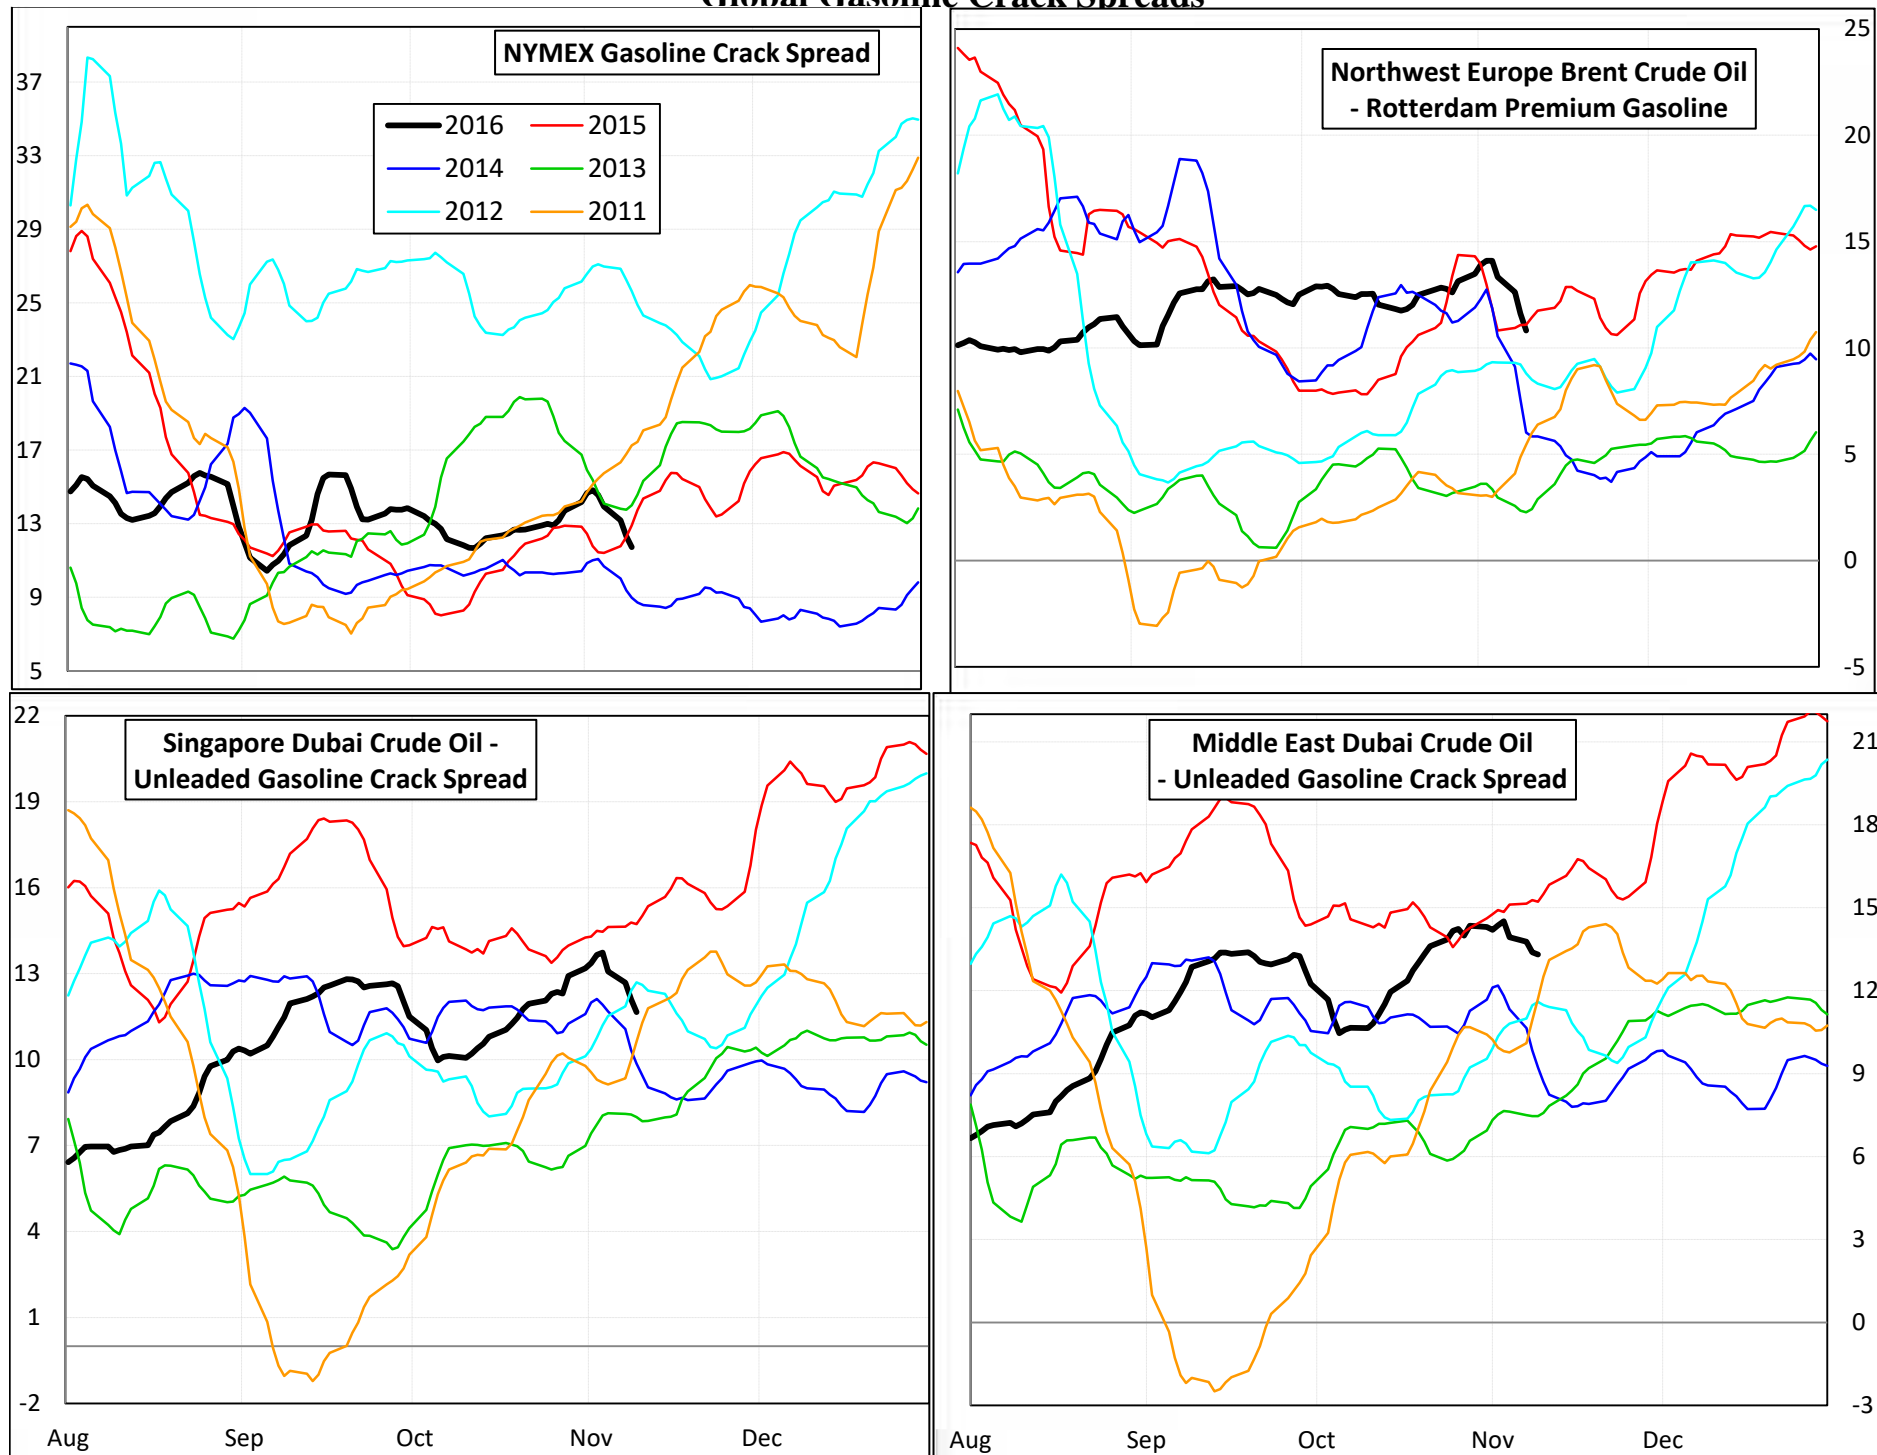 Global Gasoline Crack Spreads
NYMEX Gasoline Crack Spread
2016
2015
2014
2013
2012
2011
37
33
29
25
21
17
13
9
5
Northwest Europe Brent Crude Oil
- Rotterdam Premium Gasoline
25
20
15
10
5
0
-5
Singapore Dubai Crude Oil -
Unleaded Gasoline Crack Spread
22
19
16
13
10
7
4
1
-2
Aug
Sep
Oct
Nov
Dec
Middle East Dubai Crude Oil
- Unleaded Gasoline Crack Spread
21
18
15
12
9
6
3
0
-3
Aug
Sep
Oct
Nov
Dec